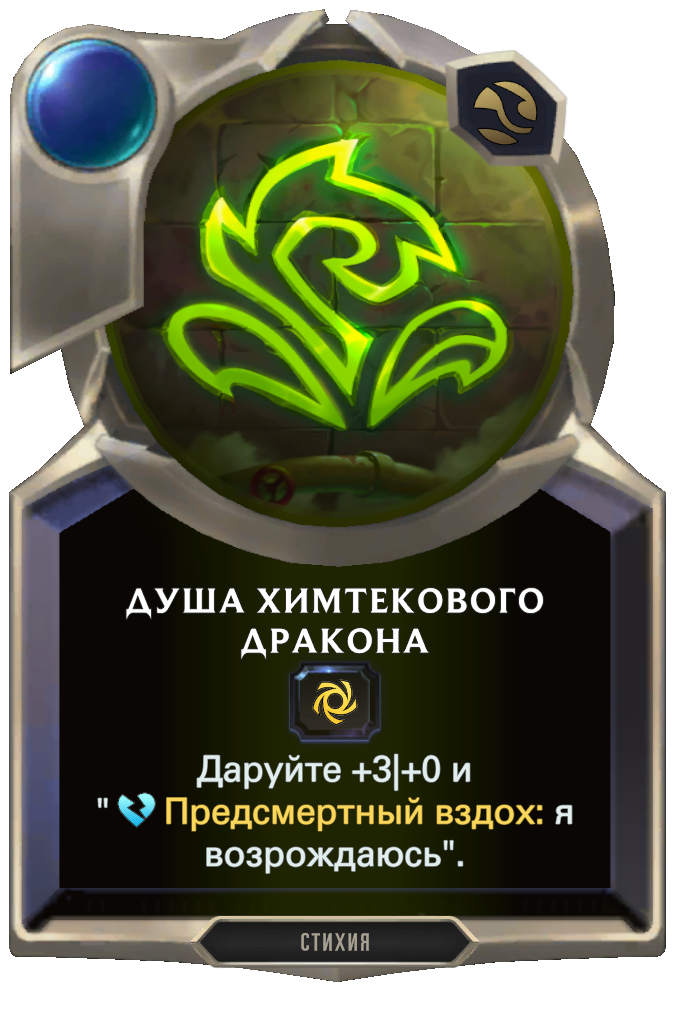 ДУША ХИМТЕКОВОГО
ДРАКОНА
Даруйте +3|+0 и
" Предсмертный вздох: я
возрождаюсь".
СТИХИЯ